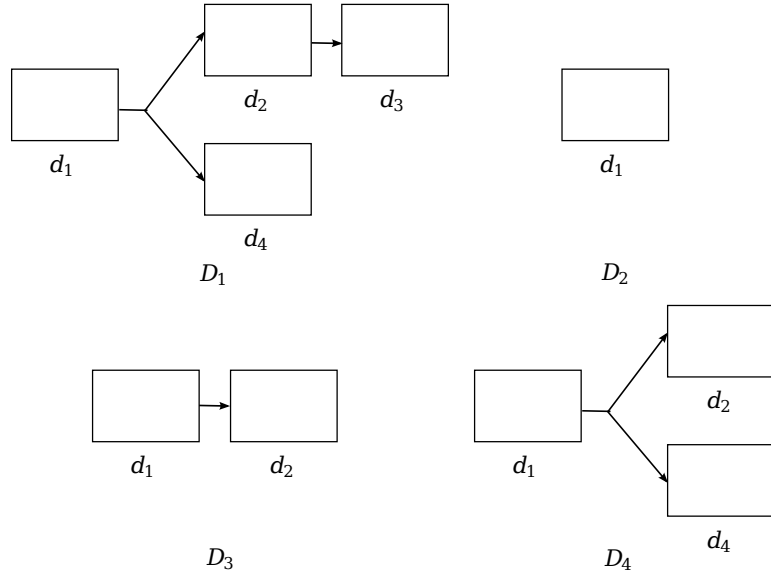 d₂ d₃
d₁ d₁
d₄
D₁ D₂
d₂
d₁ d₂ d₁
d₄
D₃ D₄